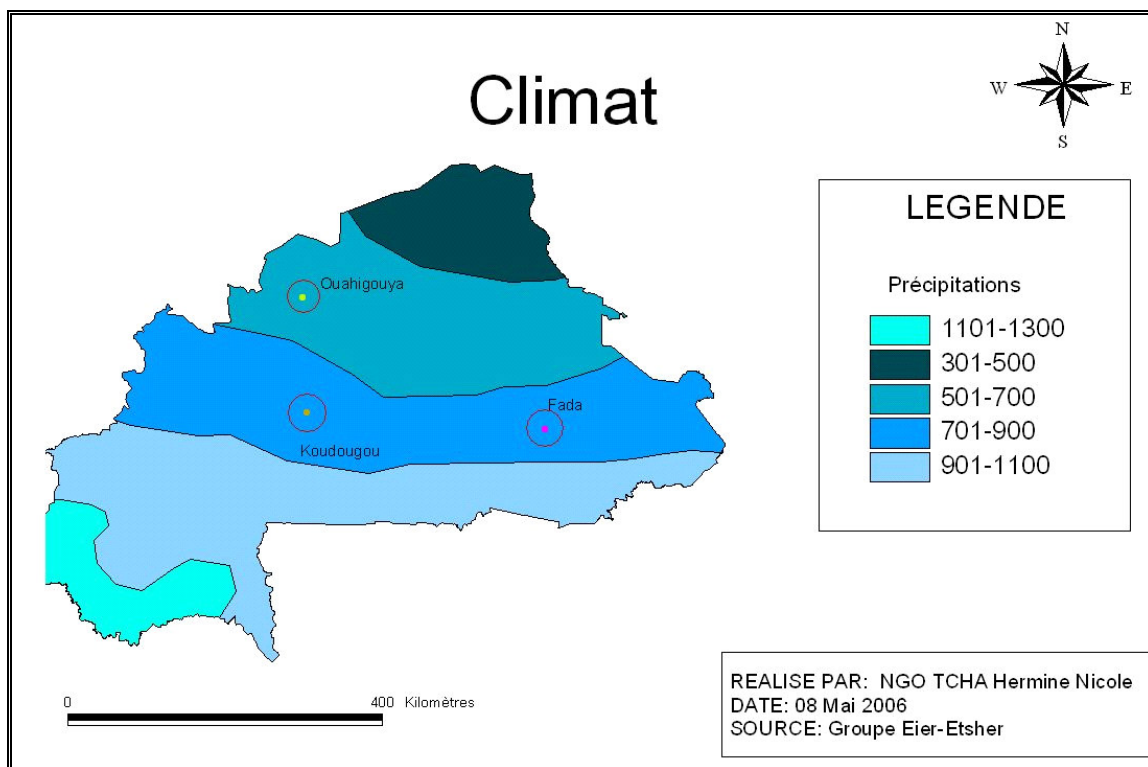 Climat
N
W E
S
Ouahigouya
Koudougou
Fada
LEGENDE
Précipitations
1101-1300
301-500
501-700
701-900
901-1100
0 400 Kilomètres
REALISE PAR: NGO TCHA Hermine Nicole
DATE: 08 Mai 2006
SOURCE: Groupe Eier-Etsher